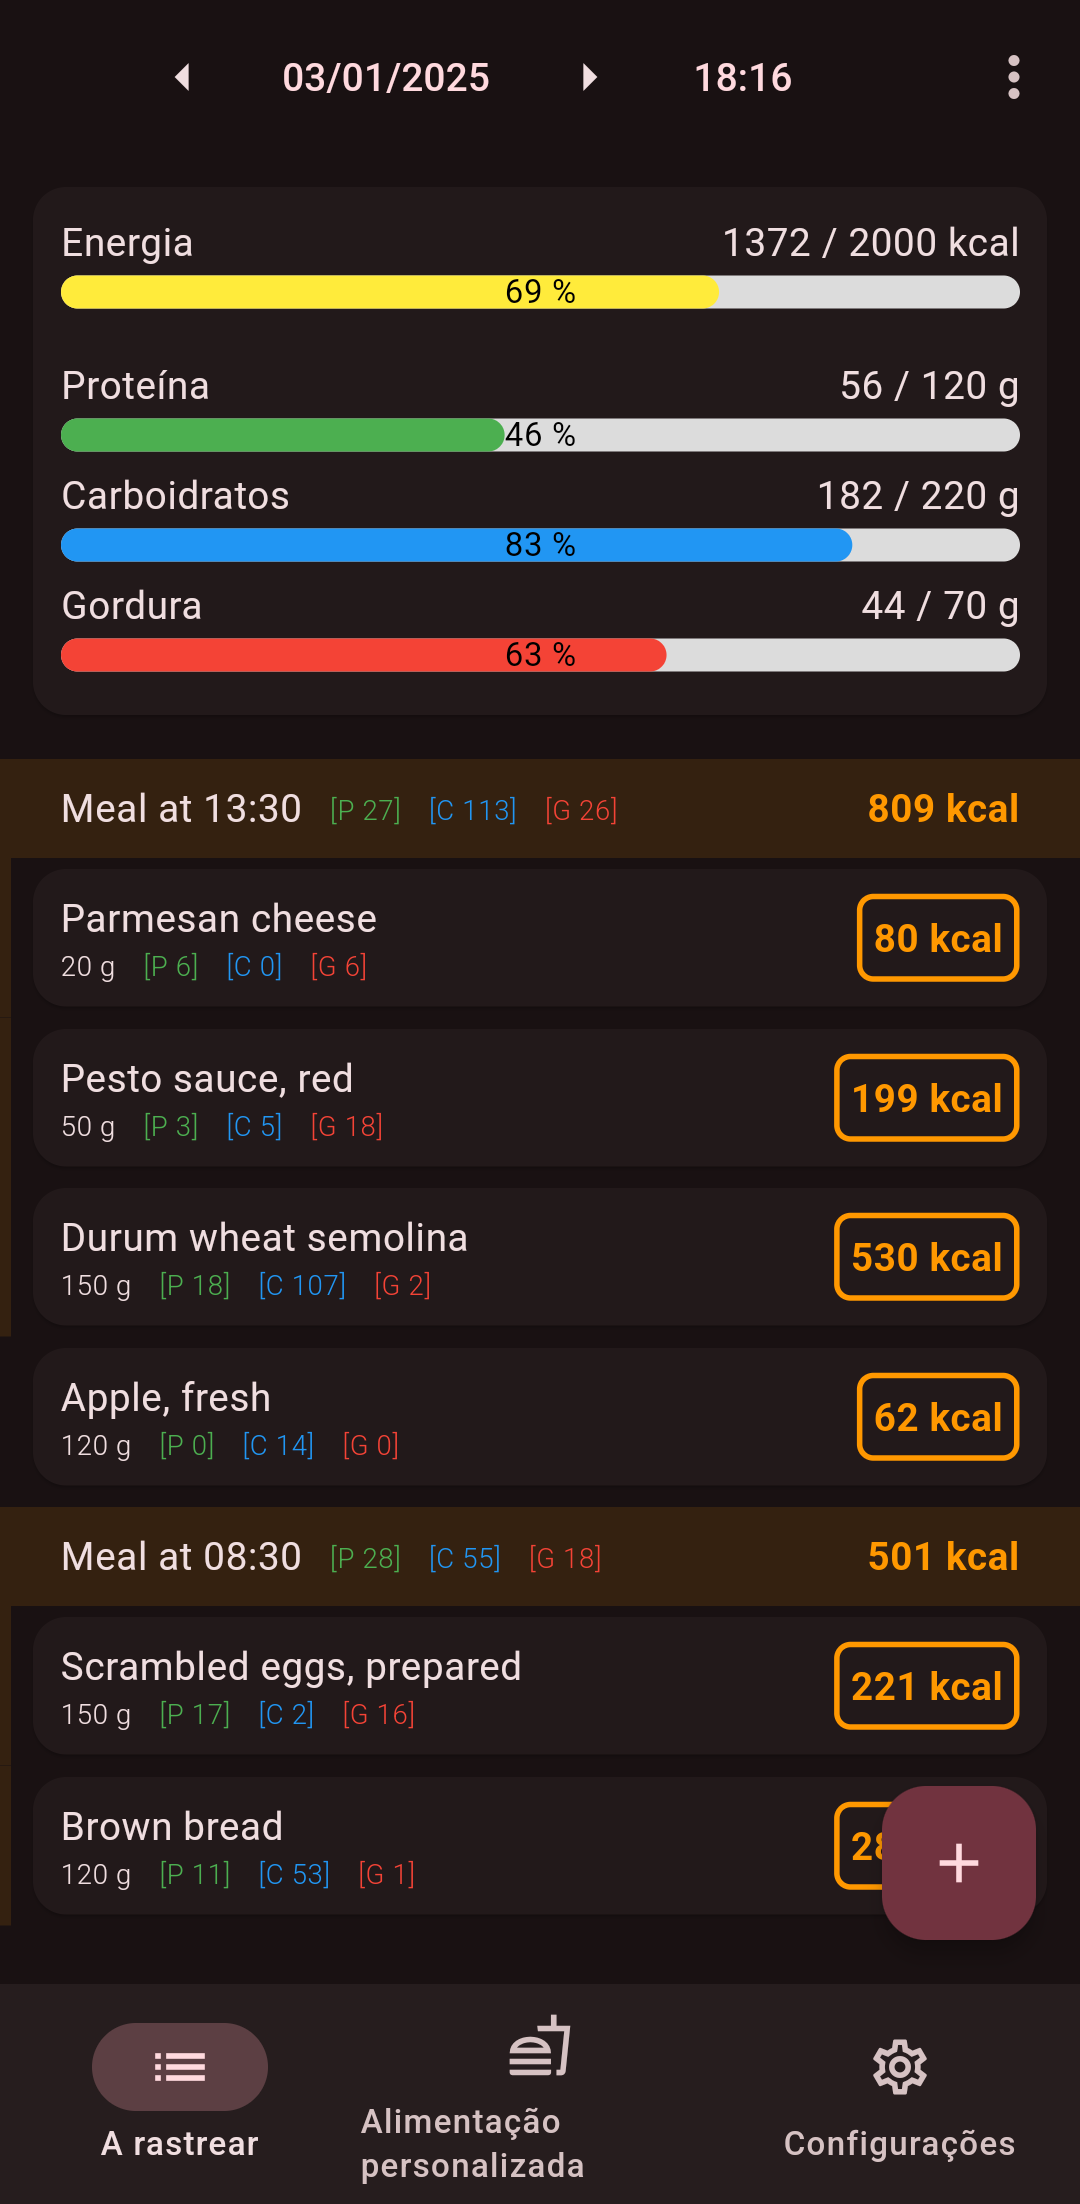 03/01/2025 18:16
Energia 1372 / 2000 kcal
69 %
Proteína 56 / 120 g
46 %
Carboidratos 182 / 220 g
83 %
Gordura 44 / 70 g
63 %
Meal at 13:30 [P 27] [C 113] [G 26] 809 kcal
Parmesan cheese
80 kcal
20 g [P 6] [C 0] [G 6]
Pesto sauce, red
199 kcal
50 g [P 3] [C 5] [G 18]
Durum wheat semolina
530 kcal
150 g [P 18] [C 107] [G 2]
Apple, fresh
62 kcal
120 g [P 0] [C 14] [G 0]
Meal at 08:30 [P 28] [C 55] [G 18] 501 kcal
Scrambled eggs, prepared
221 kcal
150 g [P 17] [C 2] [G 16]
Brown bread
120 g [P 11] [C 53] [G 1]
A rastrear
Alimentação
personalizada
Configurações